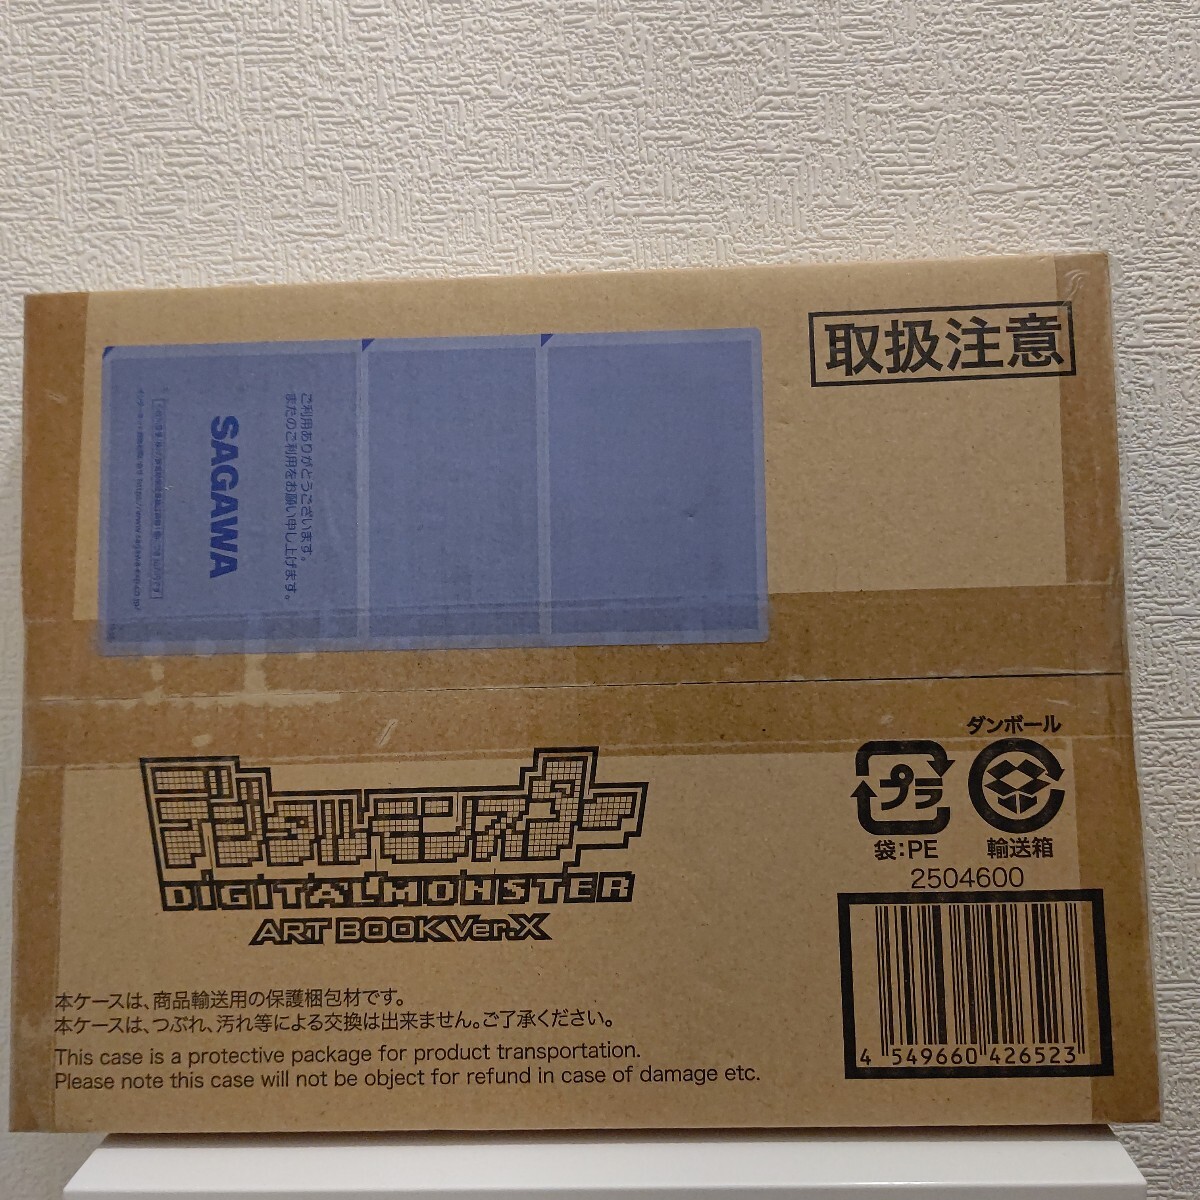 取扱注意
ご利用ありがとうございます。
またのご利用をお願い申し上げます。
SAGAWA
デジタルモンスター
DIGITAL MONSTER
ART BOOK Ver.X
ダンボール
プラ
袋:PE
輸送箱
2504600
4 549660 426523
本ケースは、商品輸送用の保護梱包材です。
本ケースは、つぶれ、汚れ等による交換は出来ません。ご了承ください。
This case is a protective package for product transportation.
Please note this case will not be object for refund in case of damage etc.